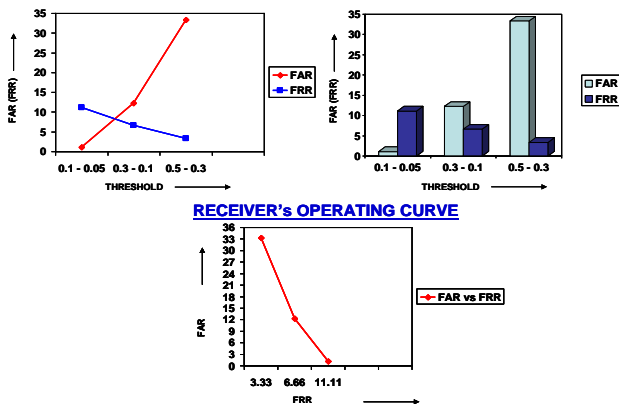 35
30
25
20
15
10
5
0
FAR (FRR)
0.1 - 0.05 0.3 - 0.1 0.5 - 0.3
THRESHOLD
FAR
FRR
35
30
25
20
15
10
5
0
FAR (FRR)
0.1 - 0.05 0.3 - 0.1 0.5 - 0.3
THRESHOLD
FAR
FRR
RECEIVER's OPERATING CURVE
36
33
30
27
24
21
18
15
12
9
6
3
0
FAR
3.33 6.66 11.11
FRR
FAR vs FRR